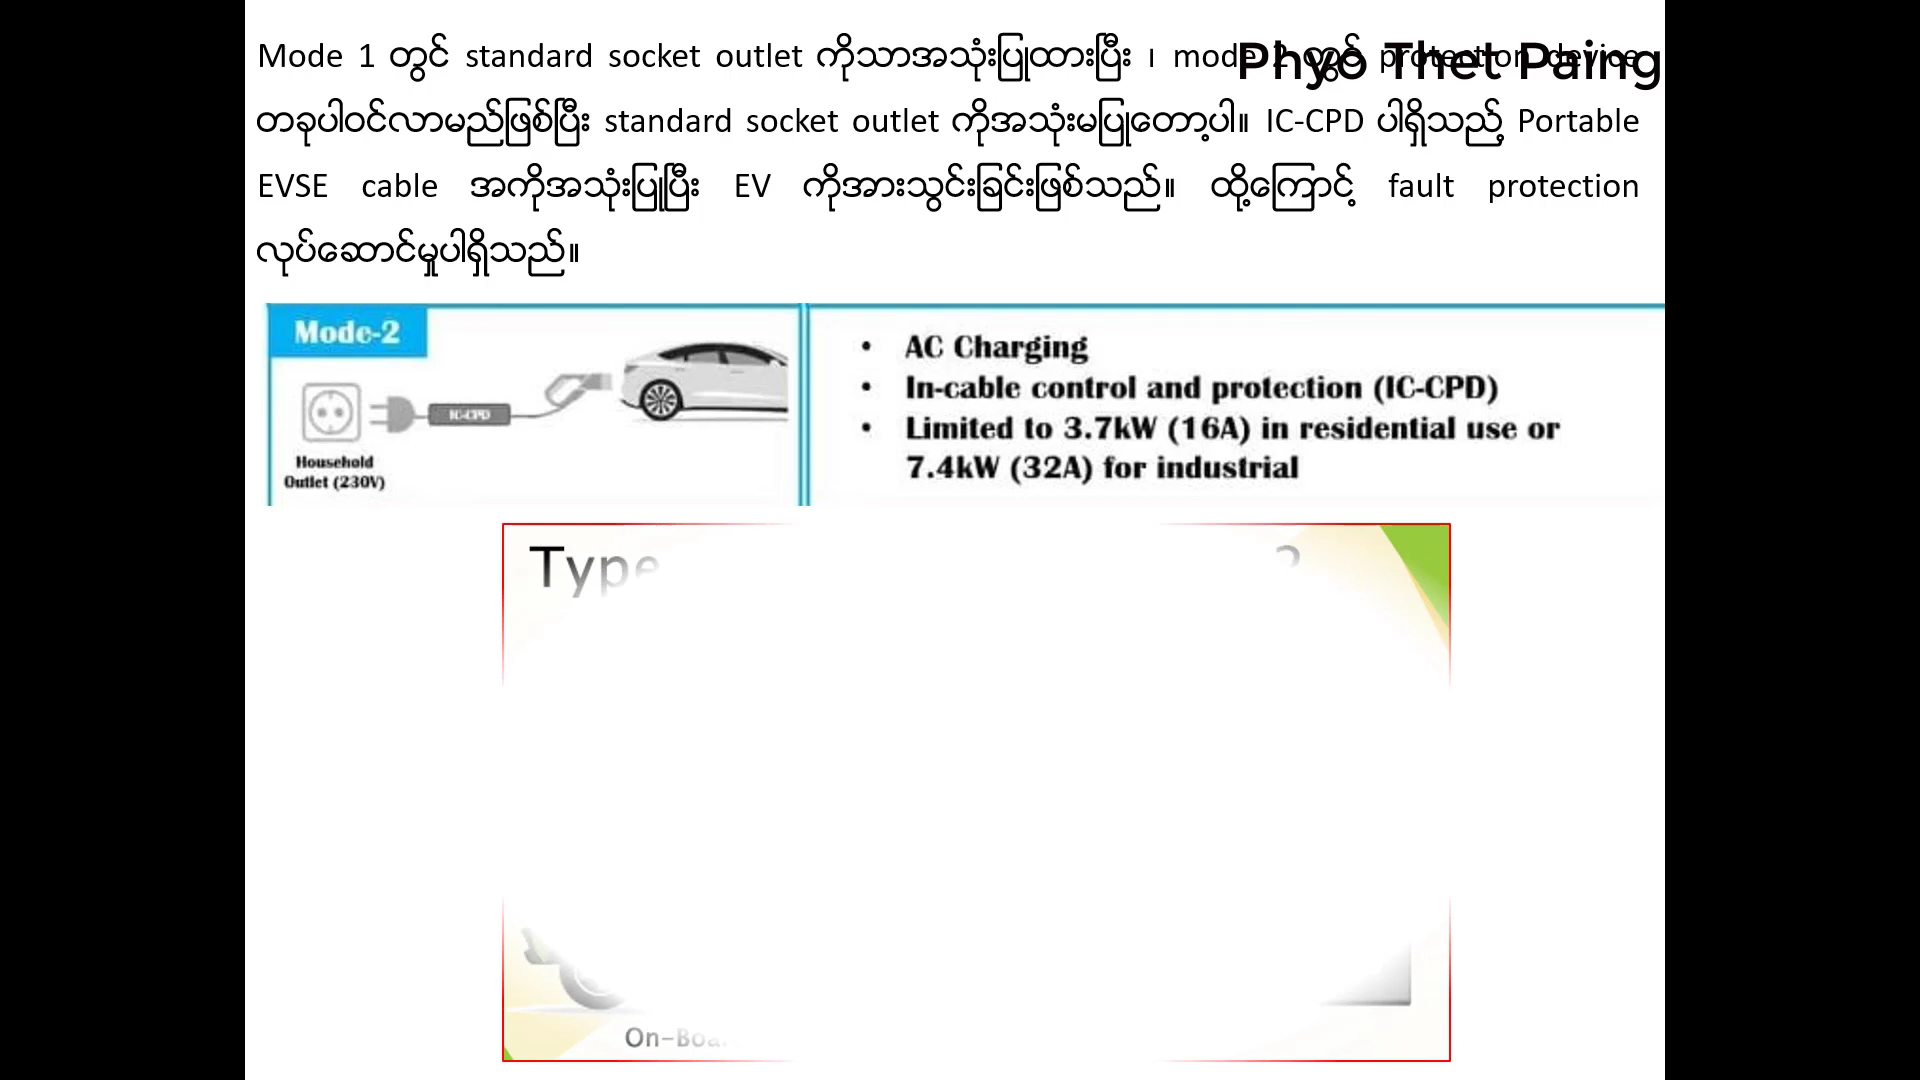 Mode 1 တွင် standard socket outlet ကိုသာအသုံးပြုထားပြီး ၊ mode 2 တွင် protection device
Phyo Thet Paing
တခုပါဝင်လာမည်ဖြစ်ပြီး standard socket outlet ကိုအသုံးမပြုတော့ပါ။ IC-CPD ပါရှိသည့် Portable
EVSE cable အကိုအသုံးပြုပြီး EV ကိုအားသွင်းခြင်းဖြစ်သည်။ ထို့ကြောင့် fault protection
လုပ်ဆောင်မှုပါရှိသည်။
Mode-2
IC-CPD
Household
Outlet (230V)
• AC Charging
• In-cable control and protection (IC-CPD)
• Limited to 3.7kW (16A) in residential use or
7.4kW (32A) for industrial
Type
On-Boa